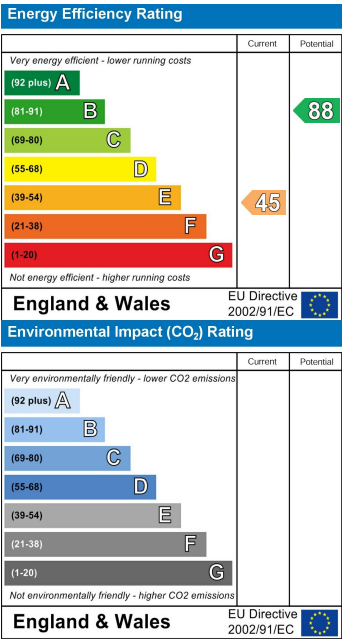 Energy Efficiency Rating
Current Potential
Very energy efficient - lower running costs
(92 plus) A
(81-91) B
88
(69-80) C
(55-68) D
(39-54) E
45
(21-38) F
(1-20) G
Not energy efficient - higher running costs
England & Wales
EU Directive
2002/91/EC
Environmental Impact (CO₂) Rating
Current Potential
Very environmentally friendly - lower CO2 emissions
(92 plus) A
(81-91) B
(69-80) C
(55-68) D
(39-54) E
(21-38) F
(1-20) G
Not environmentally friendly - higher CO2 emissions
England & Wales
EU Directive
2002/91/EC